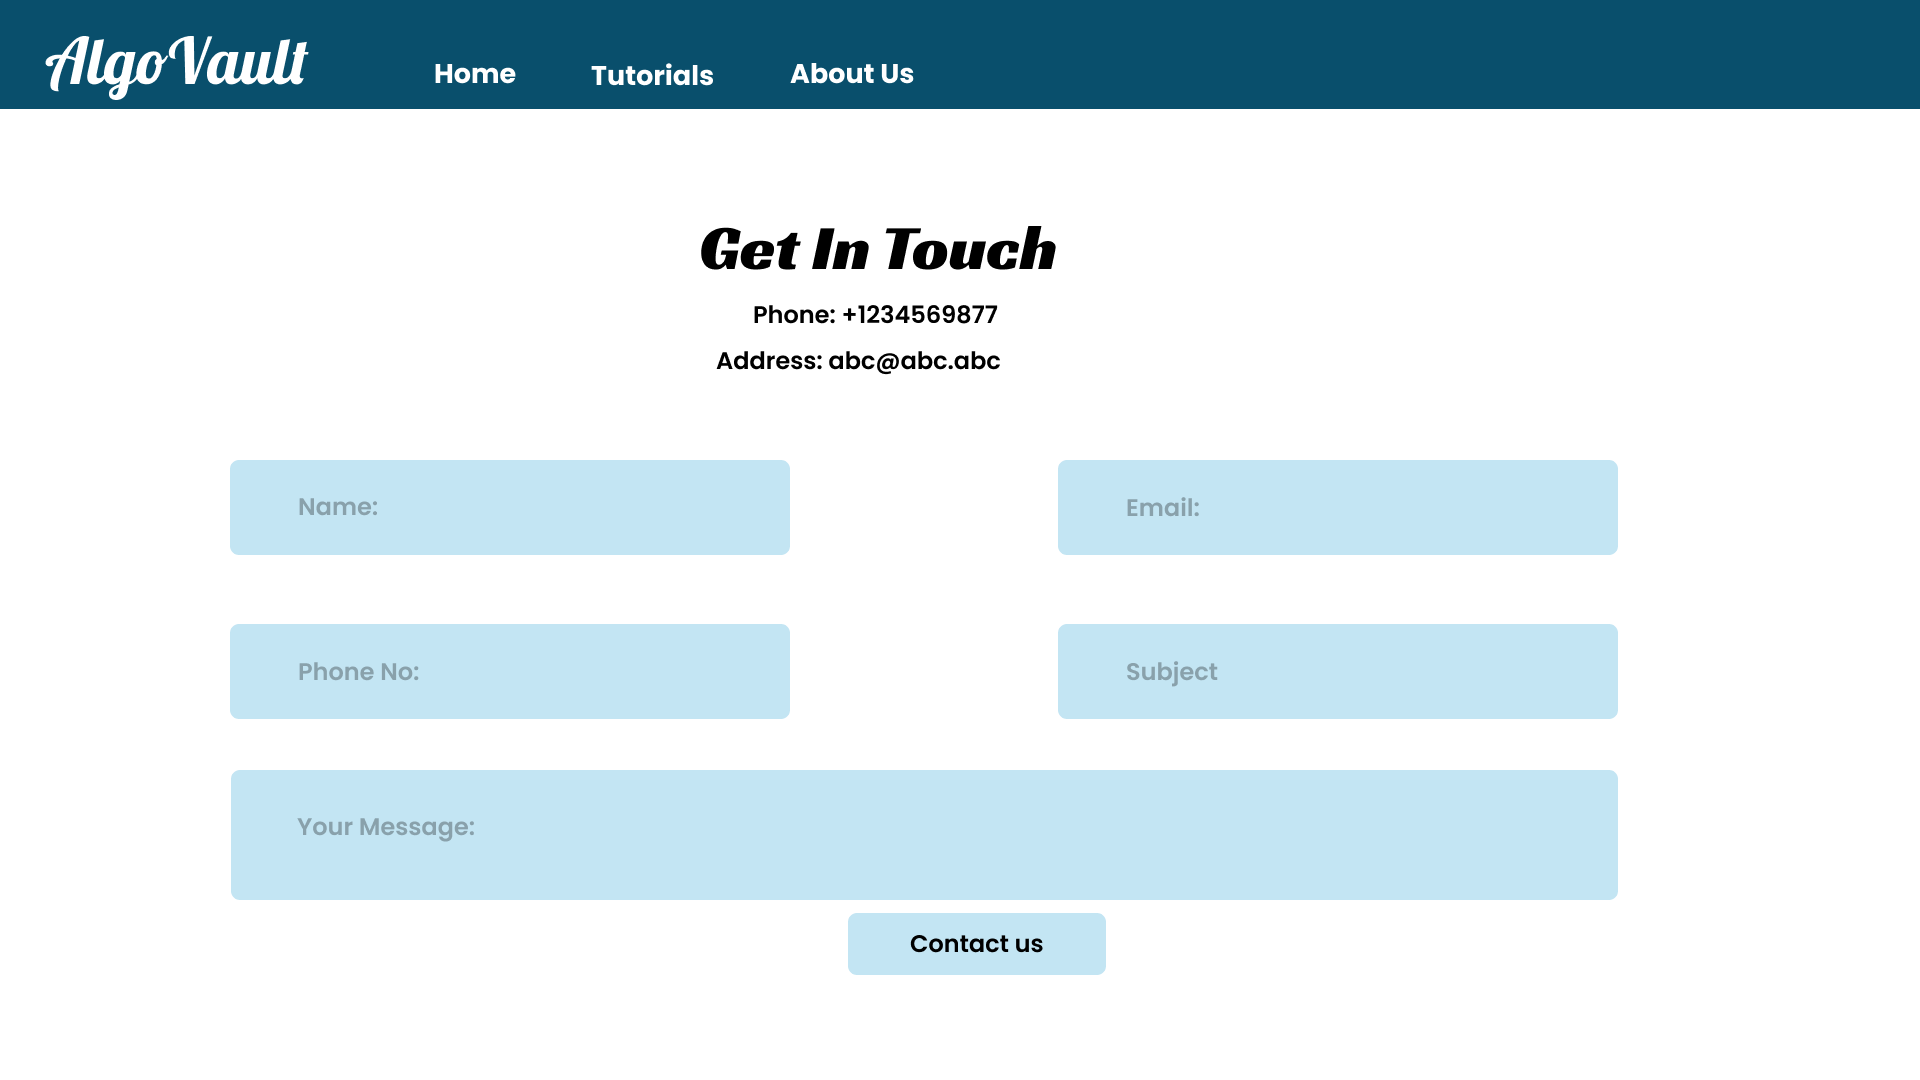 AlgoVault Home Tutorials About Us
Get In Touch
Phone: +1234569877
Address: abc@abc.abc
Name: Email:
Phone No: Subject
Your Message:
Contact us